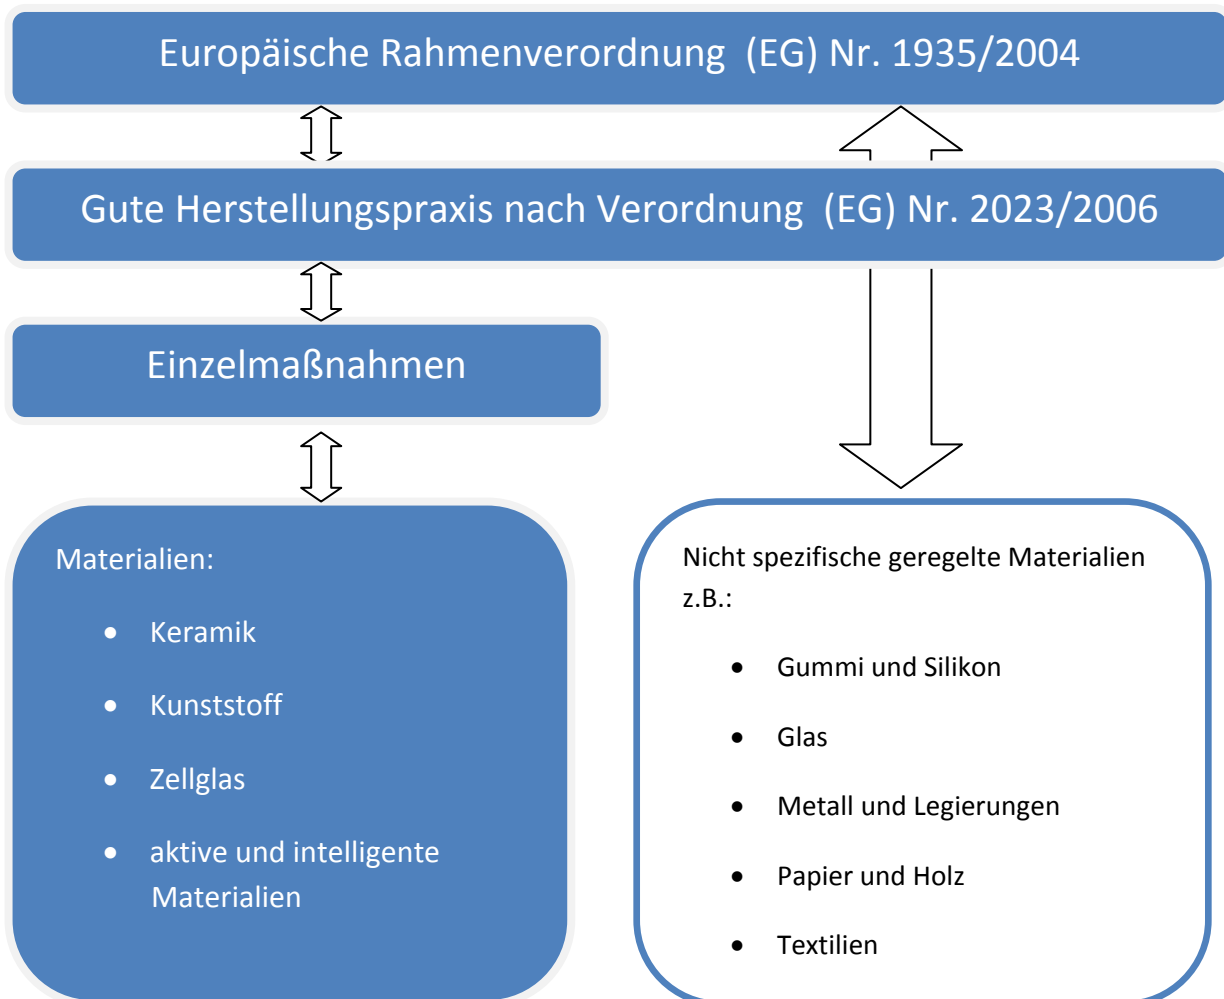 Europäische Rahmenverordnung (EG) Nr. 1935/2004
Gute Herstellungspraxis nach Verordnung (EG) Nr. 2023/2006
Einzelmaßnahmen
Materialien:
• Keramik
• Kunststoff
• Zellglas
• aktive und intelligente
Materialien
Nicht spezifische geregelte Materialien
z.B.:
• Gummi und Silikon
• Glas
• Metall und Legierungen
• Papier und Holz
• Textilien